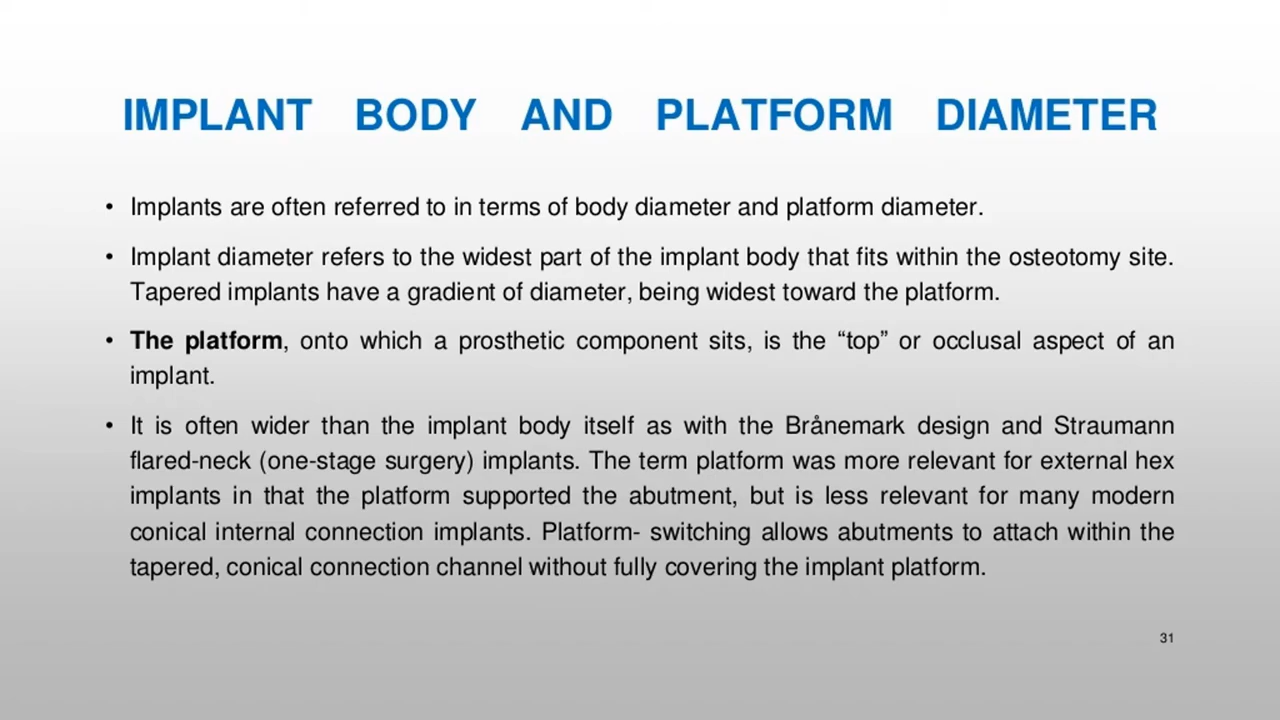 IMPLANT BODY AND PLATFORM DIAMETER
• Implants are often referred to in terms of body diameter and platform diameter.
• Implant diameter refers to the widest part of the implant body that fits within the osteotomy site.
Tapered implants have a gradient of diameter, being widest toward the platform.
• The platform, onto which a prosthetic component sits, is the “top” or occlusal aspect of an
implant.
• It is often wider than the implant body itself as with the Brånemark design and Straumann
flared-neck (one-stage surgery) implants. The term platform was more relevant for external hex
implants in that the platform supported the abutment, but is less relevant for many modern
conical internal connection implants. Platform- switching allows abutments to attach within the
tapered, conical connection channel without fully covering the implant platform.
31